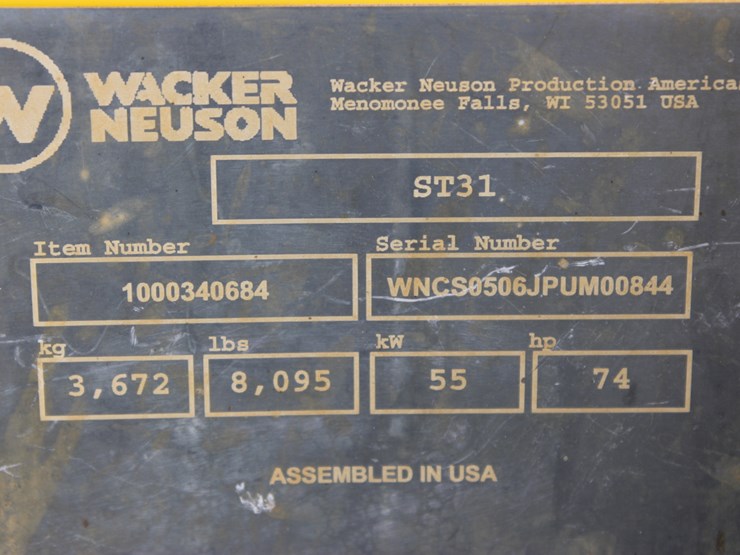 W
WACKER
NEUSON
Wacker Neuson Production America
Menomonee Falls, WI 53051 USA
ST31
Item Number
Serial Number
1000340684
WNCS0506JPUM00844
kg
lbs
kW
hp
3,672
8,095
55
74
ASSEMBLED IN USA